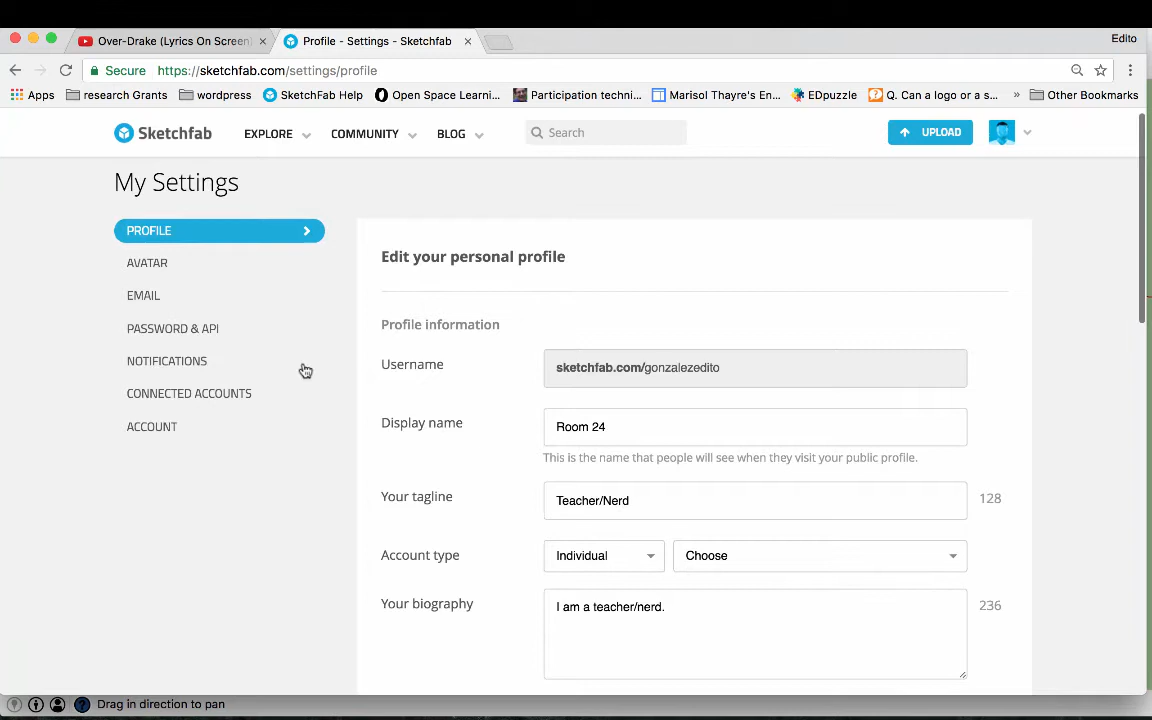 Over-Drake (Lyrics On Screen)
Profile - Settings - Sketchfab
Edito
Secure https://sketchfab.com/settings/profile
Apps research Grants wordpress SketchFab Help Open Space Learni... Participation techni... Marisol Thayre's En... EDpuzzle Q. Can a logo or a s... » Other Bookmarks
Sketchfab EXPLORE COMMUNITY BLOG Search UPLOAD
My Settings
PROFILE
AVATAR
EMAIL
PASSWORD & API
NOTIFICATIONS
CONNECTED ACCOUNTS
ACCOUNT
Edit your personal profile
Profile information
Username sketchfab.com/gonzalezedito
Display name Room 24
This is the name that people will see when they visit your public profile.
Your tagline Teacher/Nerd 128
Account type Individual Choose
Your biography I am a teacher/nerd. 236
Drag in direction to pan